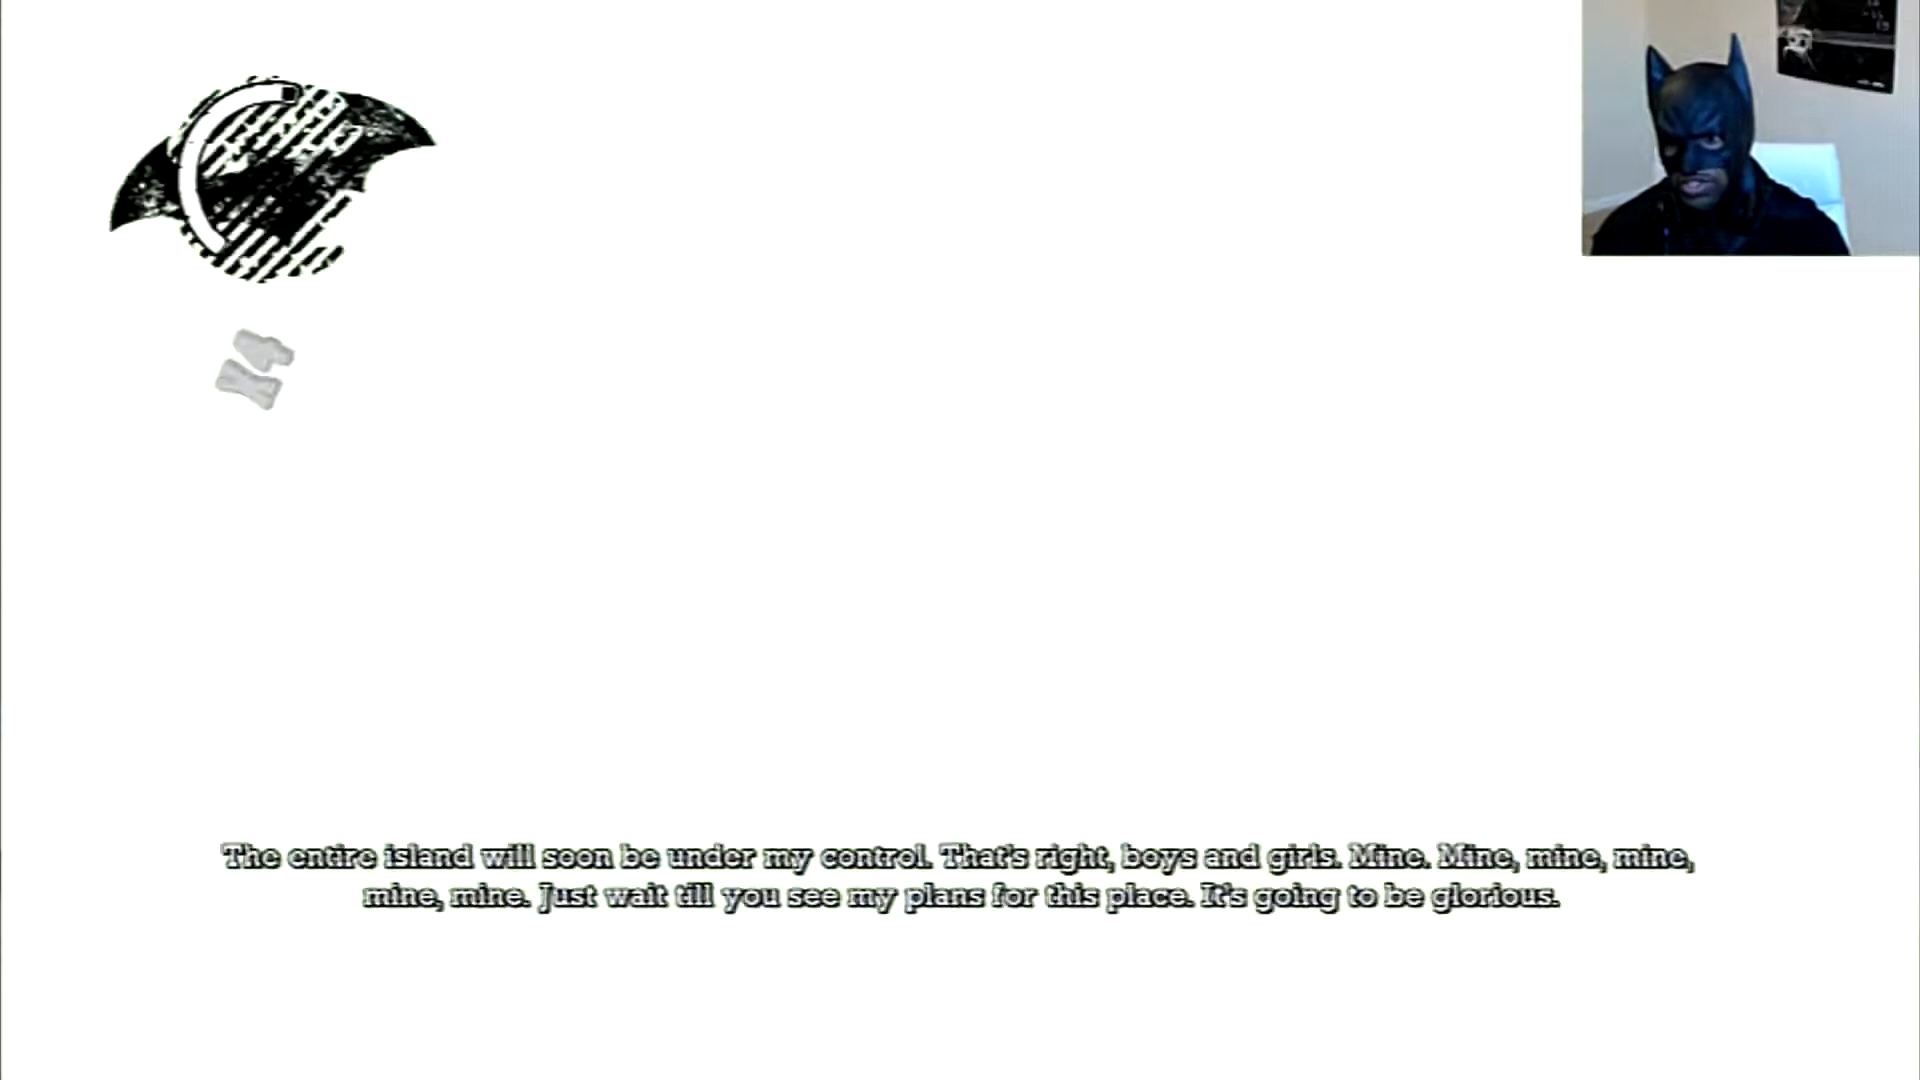 The entire island will soon be under my control. That's right, boys and girls. Mine. Mine, mine, mine,
mine, mine. Just wait till you see my plans for this place. It's going to be glorious.